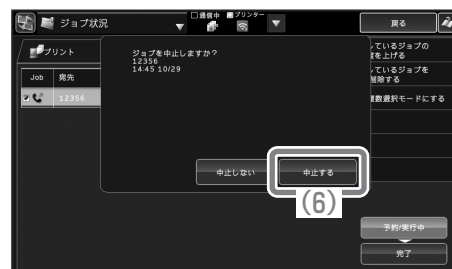 ジョブ状況
通信中
プリンター
戻る
プリント
Job 宛先
12356
ジョブを中止しますか?
12356
14:45 10/29
中止しない
中止する
(6)
ているジョブの
度を上げる
ているジョブを
削除する
複数選択モードにする
予約/実行中
完了